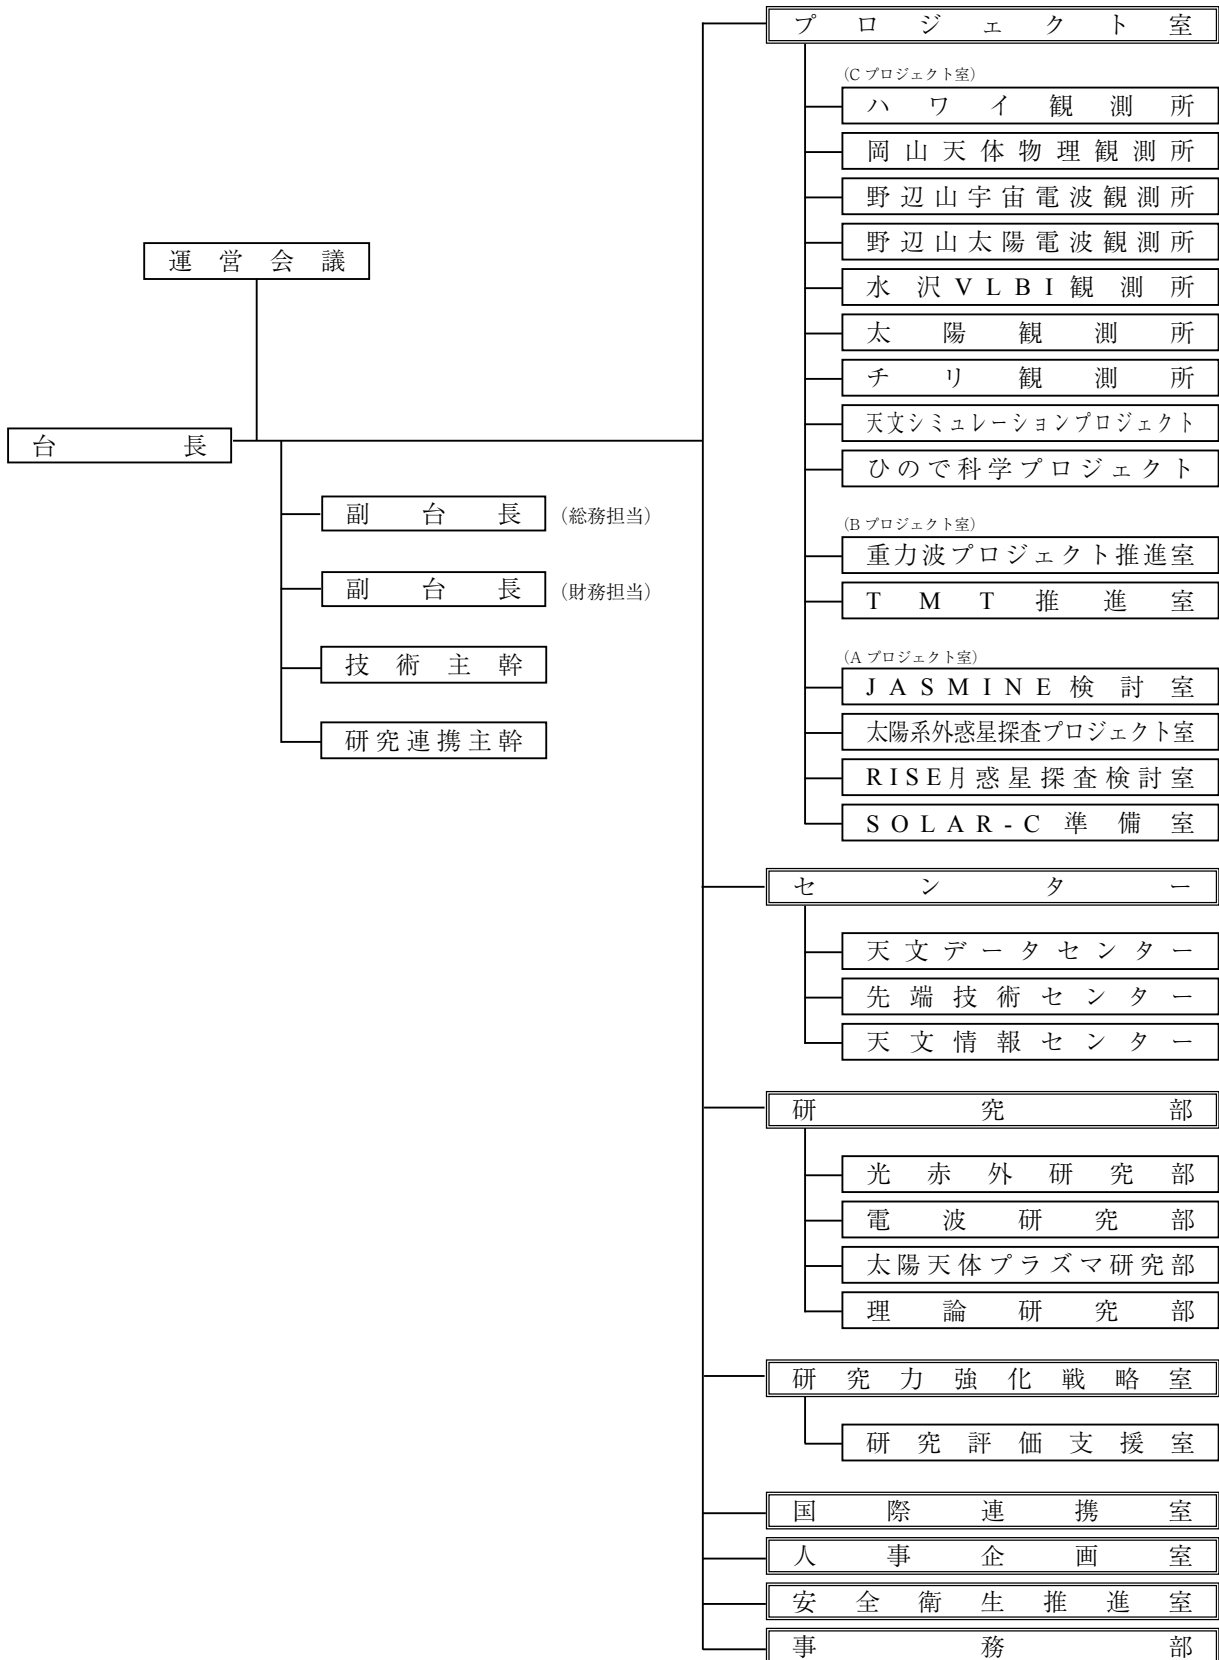 運営会議
台長
副台長 (総務担当)
副台長 (財務担当)
技術主幹
研究連携主幹
プロジェクト室
(C プロジェクト室)
ハワイ観測所
岡山天体物理観測所
野辺山宇宙電波観測所
野辺山太陽電波観測所
水沢VLBI観測所
太陽観測所
チリ観測所
天文シミュレーションプロジェクト
ひので科学プロジェクト
(B プロジェクト室)
重力波プロジェクト推進室
TMT推進室
(A プロジェクト室)
JASMINE検討室
太陽系外惑星探査プロジェクト室
RISE月惑星探査検討室
SOLAR-C準備室
センター
天文データセンター
先端技術センター
天文情報センター
研究部
光赤外研究部
電波研究部
太陽天体プラズマ研究部
理論研究部
研究力強化戦略室
研究評価支援室
国際連携室
人事企画室
安全衛生推進室
事務部